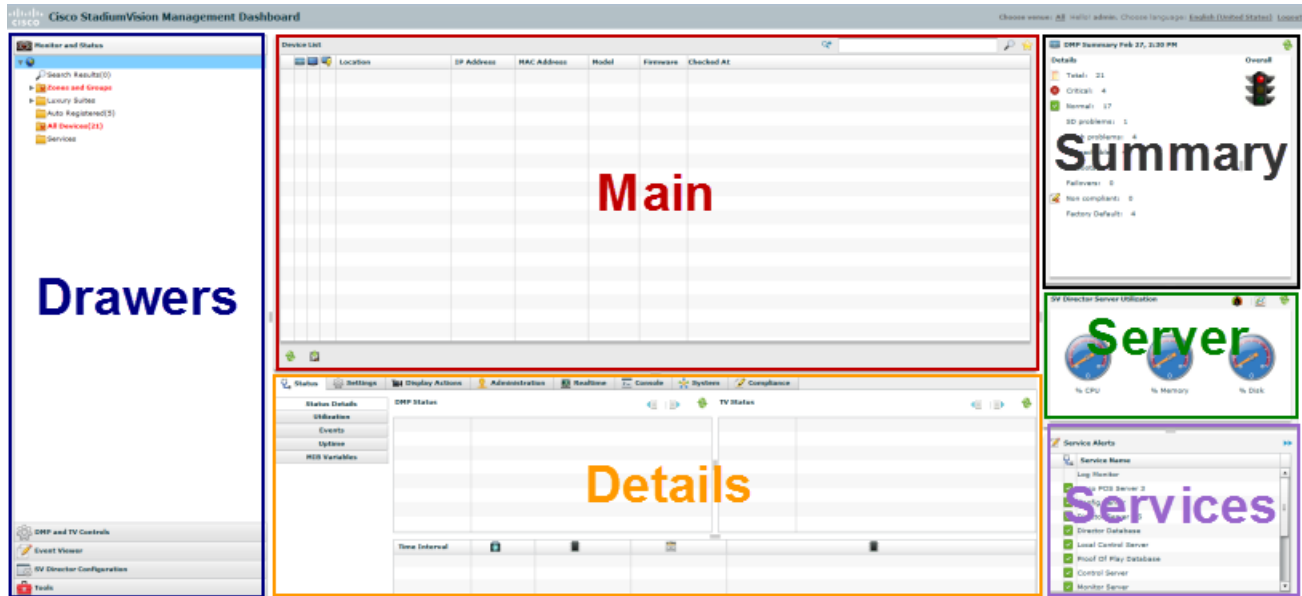 CISCO
Cisco StadiumVision Management Dashboard
Choose venue: All Hello! admin. Choose language: English (United States) Logout
Monitor and Status
Search Results(0)
Zones and Groups
Luxury Suites
Auto Registered(5)
All Devices(21)
Services
Drawers
DMP and TV Controls
Event Viewer
SV Director Configuration
Tools
Device List
Location IP Address MAC Address Model Firmware Checked At
Main
Status Settings Display Actions Administration Realtime Console System Compliance
Status Details
Utilization
Events
Uptime
MIB Variables
DMP Status
TV Status
Details
Time Interval
DMP Summary Feb 27, 2:30 PM
Details Overall
Total: 21
Critical: 4
Normal: 17
SD problems: 1
problems: 4
Summary
Failovers: 0
Non compliant: 0
Factory Default: 4
SV Director Server Utilization
Server
% CPU % Memory % Disk
Service Alerts
Service Name
Log Monitor
POS Server 2
Services
Director Database
Local Control Server
Proof Of Play Database
Control Server
Monitor Server